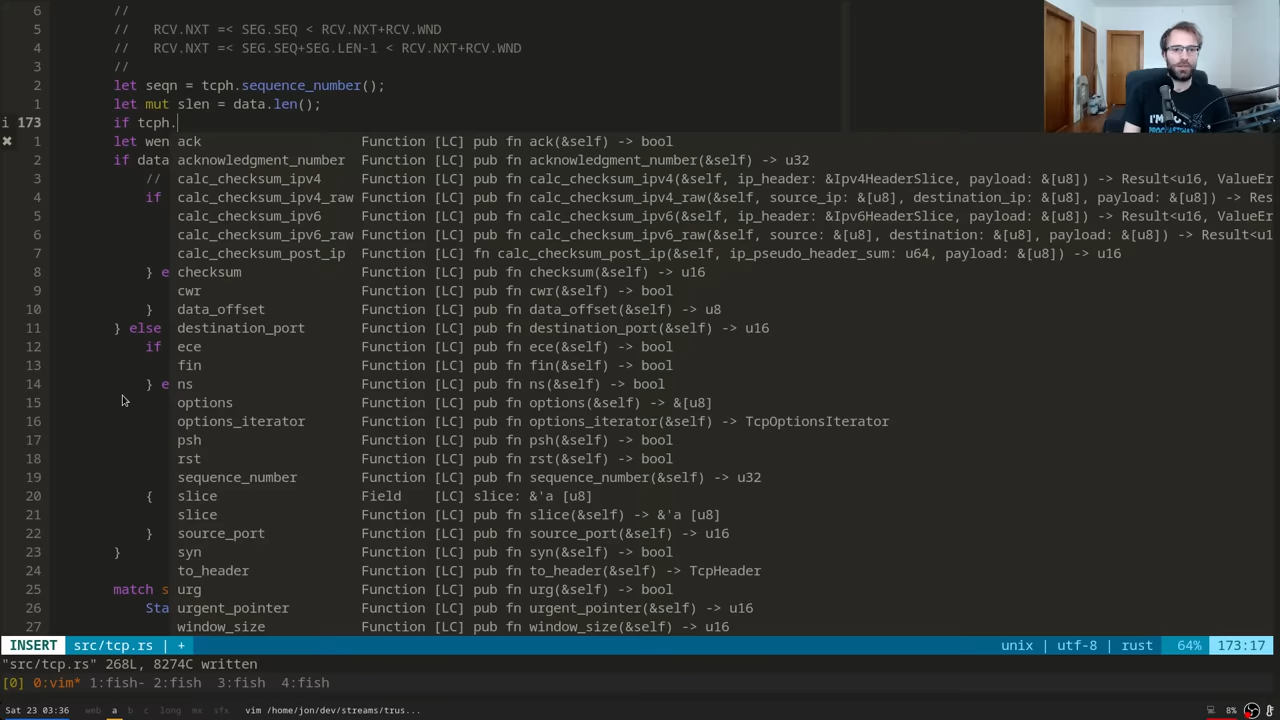 6 //
5 //   RCV.NXT =< SEG.SEQ < RCV.NXT+RCV.WND
4 //   RCV.NXT =< SEG.SEQ+SEG.LEN-1 < RCV.NXT+RCV.WND
3 //
2 let seqn = tcph.sequence_number();
1 let mut slen = data.len();
i 173 if tcph.
✖ 1 let wen ack Function [LC] pub fn ack(&self) -> bool
2 if data acknowledgment_number Function [LC] pub fn acknowledgment_number(&self) -> u32
3 // calc_checksum_ipv4 Function [LC] pub fn calc_checksum_ipv4(&self, ip_header: &Ipv4HeaderSlice, payload: &[u8]) -> Result<u16, ValueEr
4 if calc_checksum_ipv4_raw Function [LC] pub fn calc_checksum_ipv4_raw(&self, source_ip: &[u8], destination_ip: &[u8], payload: &[u8]) -> Res
5 calc_checksum_ipv6 Function [LC] pub fn calc_checksum_ipv6(&self, ip_header: &Ipv6HeaderSlice, payload: &[u8]) -> Result<u16, ValueEr
6 calc_checksum_ipv6_raw Function [LC] pub fn calc_checksum_ipv6_raw(&self, source: &[u8], destination: &[u8], payload: &[u8]) -> Result<u1
7 calc_checksum_post_ip Function [LC] fn calc_checksum_post_ip(&self, ip_pseudo_header_sum: u64, payload: &[u8]) -> u16
8 } e checksum Function [LC] pub fn checksum(&self) -> u16
9 cwr Function [LC] pub fn cwr(&self) -> bool
10 } data_offset Function [LC] pub fn data_offset(&self) -> u8
11 } else destination_port Function [LC] pub fn destination_port(&self) -> u16
12 if ece Function [LC] pub fn ece(&self) -> bool
13 fin Function [LC] pub fn fin(&self) -> bool
14 } e ns Function [LC] pub fn ns(&self) -> bool
15 options Function [LC] pub fn options(&self) -> &[u8]
16 options_iterator Function [LC] pub fn options_iterator(&self) -> TcpOptionsIterator
17 psh Function [LC] pub fn psh(&self) -> bool
18 rst Function [LC] pub fn rst(&self) -> bool
19 sequence_number Function [LC] pub fn sequence_number(&self) -> u32
20 { slice Field [LC] slice: &'a [u8]
21 slice Function [LC] pub fn slice(&self) -> &'a [u8]
22 } source_port Function [LC] pub fn source_port(&self) -> u16
23 } syn Function [LC] pub fn syn(&self) -> bool
24 to_header Function [LC] pub fn to_header(&self) -> TcpHeader
25 match s urg Function [LC] pub fn urg(&self) -> bool
26 Sta urgent_pointer Function [LC] pub fn urgent_pointer(&self) -> u16
27 window_size Function [LC] pub fn window_size(&self) -> u16
INSERT src/tcp.rs | + unix | utf-8 | rust 64% 173:17
"src/tcp.rs" 268L, 8274C written
[0] 0:vim* 1:fish- 2:fish 3:fish 4:fish
Sat 23 03:36 web a b c long mx sfx vim /home/jon/dev/streams/trus... 8%